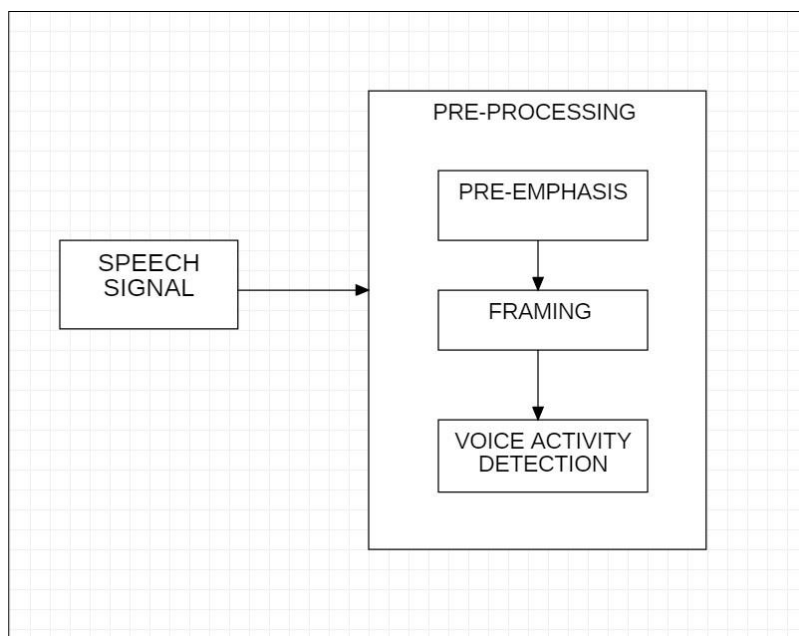 PRE-PROCESSING
PRE-EMPHASIS
SPEECH
SIGNAL
FRAMING
VOICE ACTIVITY
DETECTION